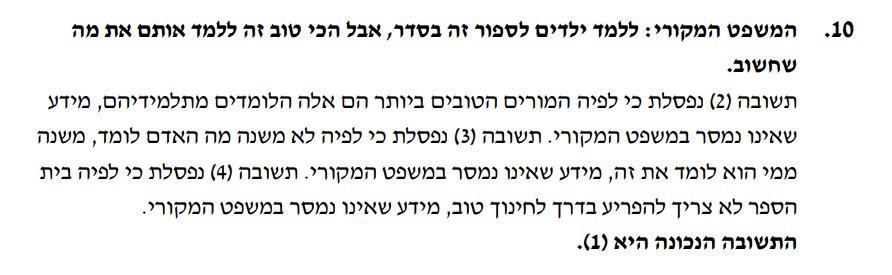 10. המשפט המקורי: ללמד ילדים לספור זה בסדר, אבל הכי טוב זה ללמד אותם את מה
שחשוב.
תשובה (2) נפסלת כי לפיה המורים הטובים ביותר הם אלה הלומדים מתלמידיהם, מידע
שאינו נמסר במשפט המקורי. תשובה (3) נפסלת כי לפיה לא משנה מה האדם לומד, משנה
ממי הוא לומד את זה, מידע שאינו נמסר במשפט המקורי. תשובה (4) נפסלת כי לפיה בית
הספר לא צריך להפריע בדרך לחינוך טוב, מידע שאינו נמסר במשפט המקורי.
התשובה הנכונה היא (1).